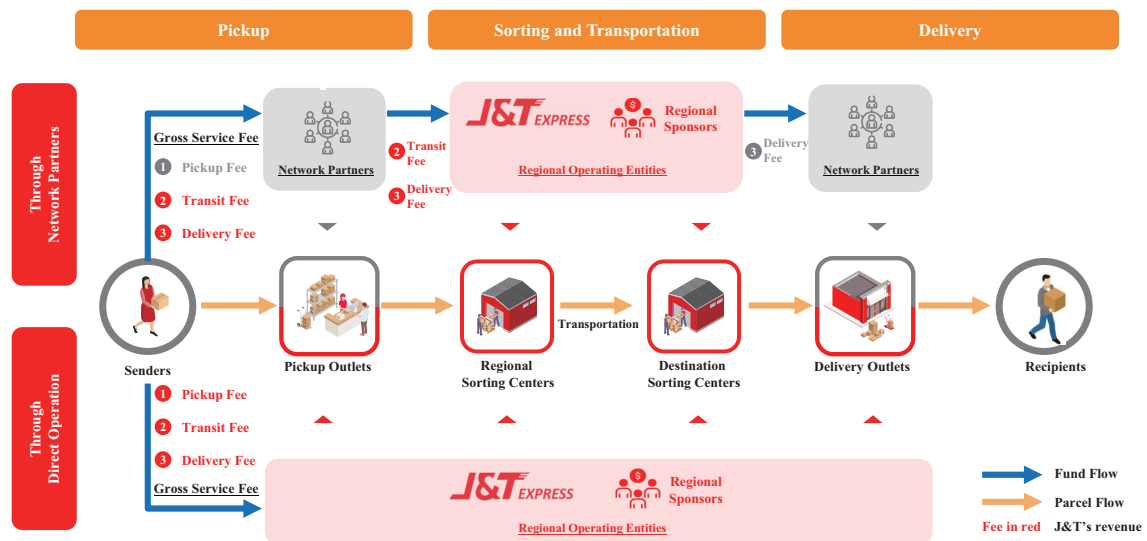 Pickup
Sorting and Transportation
Delivery
Through
Network Partners
Gross Service Fee
1 Pickup Fee
2 Transit Fee
3 Delivery Fee
Network Partners
2 Transit
Fee
3 Delivery
Fee
J&T EXPRESS
$
Regional
Sponsors
Regional Operating Entities
3 Delivery
Fee
Network Partners
Senders
Pickup Outlets
Regional
Sorting Centers
Transportation
Destination
Sorting Centers
Delivery Outlets
Recipients
Through
Direct Operation
1 Pickup Fee
2 Transit Fee
3 Delivery Fee
Gross Service Fee
J&T EXPRESS
$
Regional
Sponsors
Regional Operating Entities
Fund Flow
Parcel Flow
Fee in red J&T's revenue